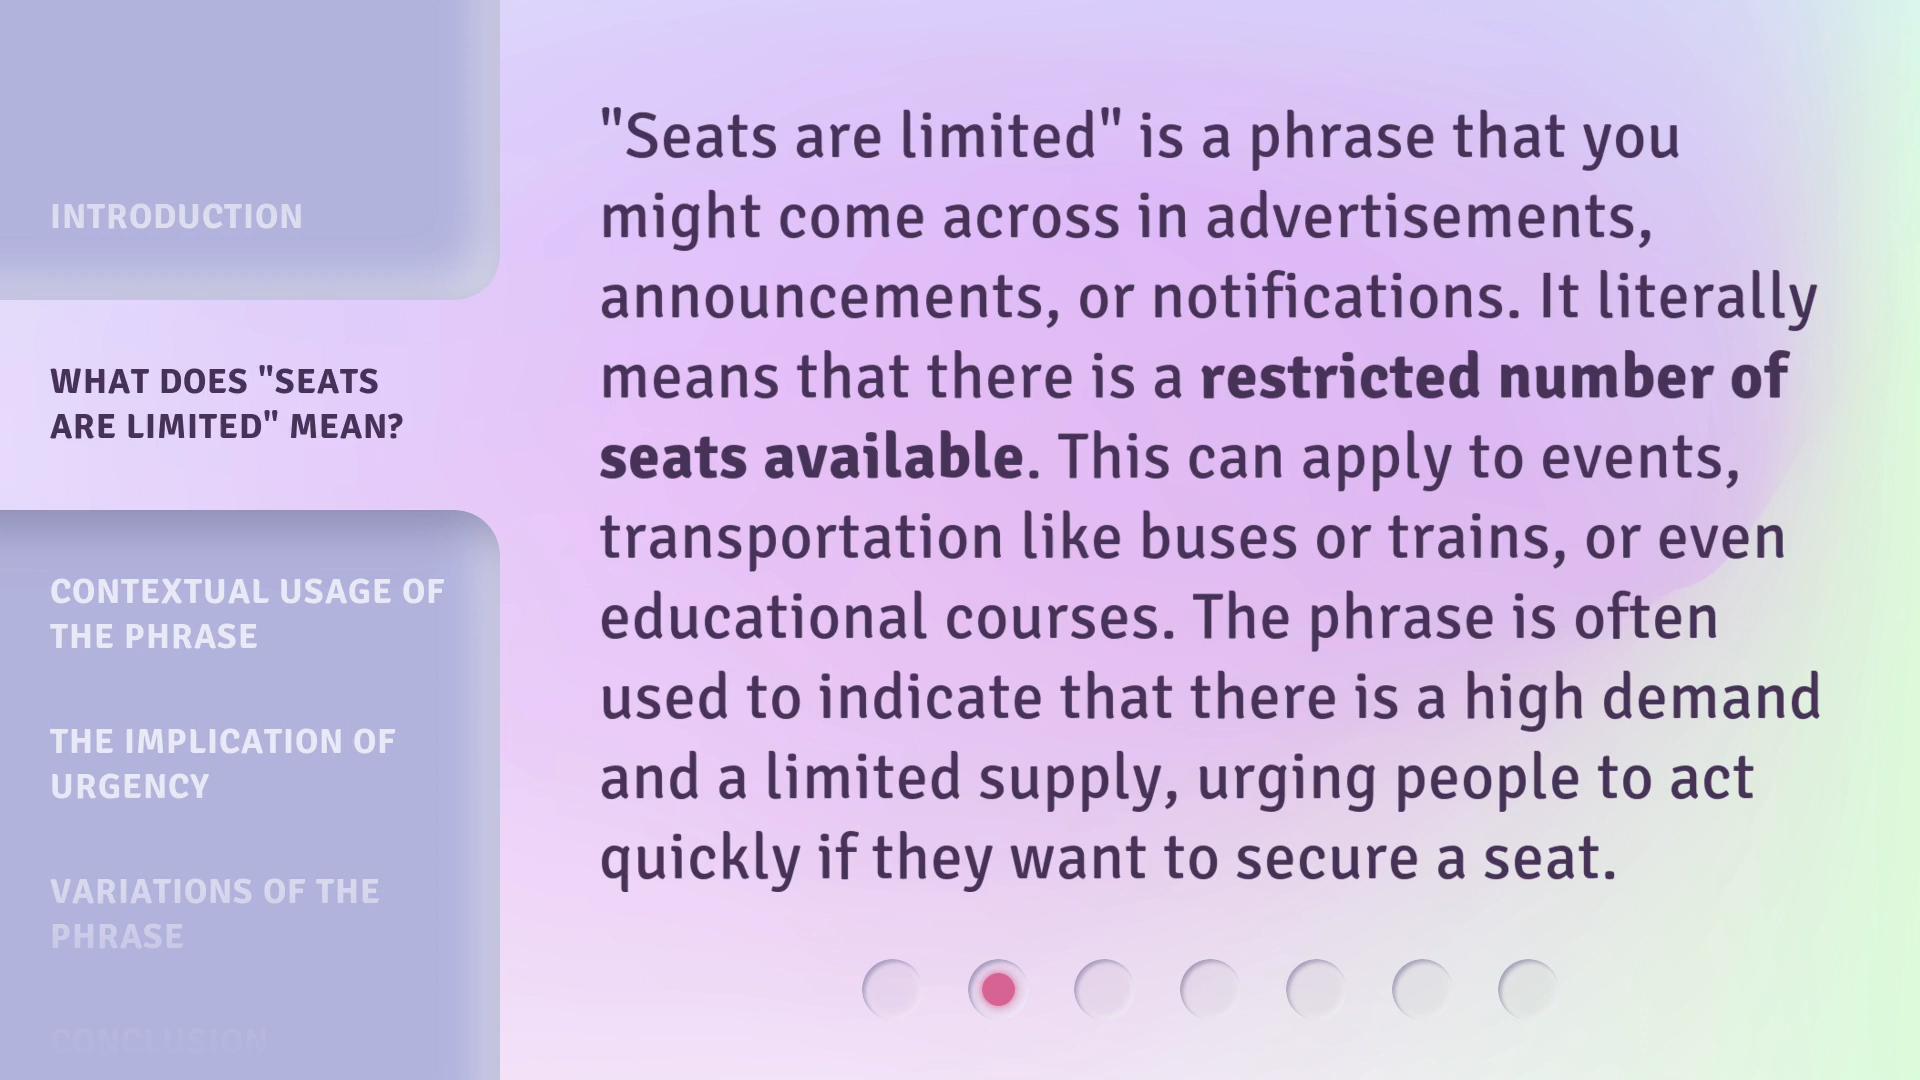 INTRODUCTION
WHAT DOES "SEATS
ARE LIMITED" MEAN?
CONTEXTUAL USAGE OF
THE PHRASE
THE IMPLICATION OF
URGENCY
VARIATIONS OF THE
PHRASE
CONCLUSION
"Seats are limited" is a phrase that you
might come across in advertisements,
announcements, or notifications. It literally
means that there is a restricted number of
seats available. This can apply to events,
transportation like buses or trains, or even
educational courses. The phrase is often
used to indicate that there is a high demand
and a limited supply, urging people to act
quickly if they want to secure a seat.